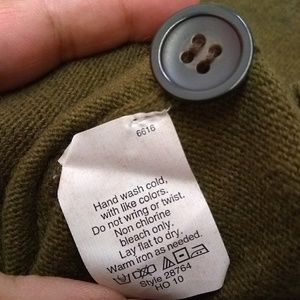 6616
Hand wash cold,
with like colors.
Do not wring or twist.
Non chlorine
bleach only.
Lay flat to dry.
Warm iron as needed.
Style 28764
HO 10